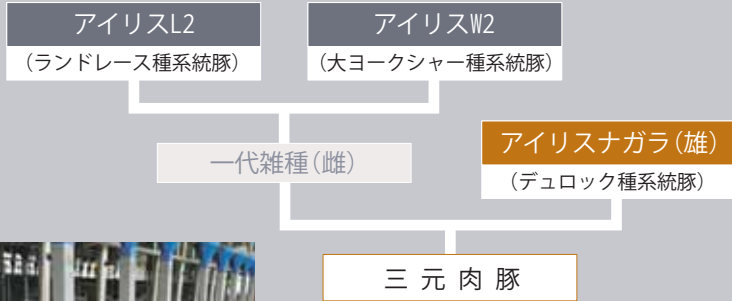 アイリスL2
アイリスW2
（ランドレース種系統豚）
（大ヨークシャー種系統豚）
一代雑種（雌）
アイリスナガラ（雄）
（デュロック種系統豚）
三元肉豚